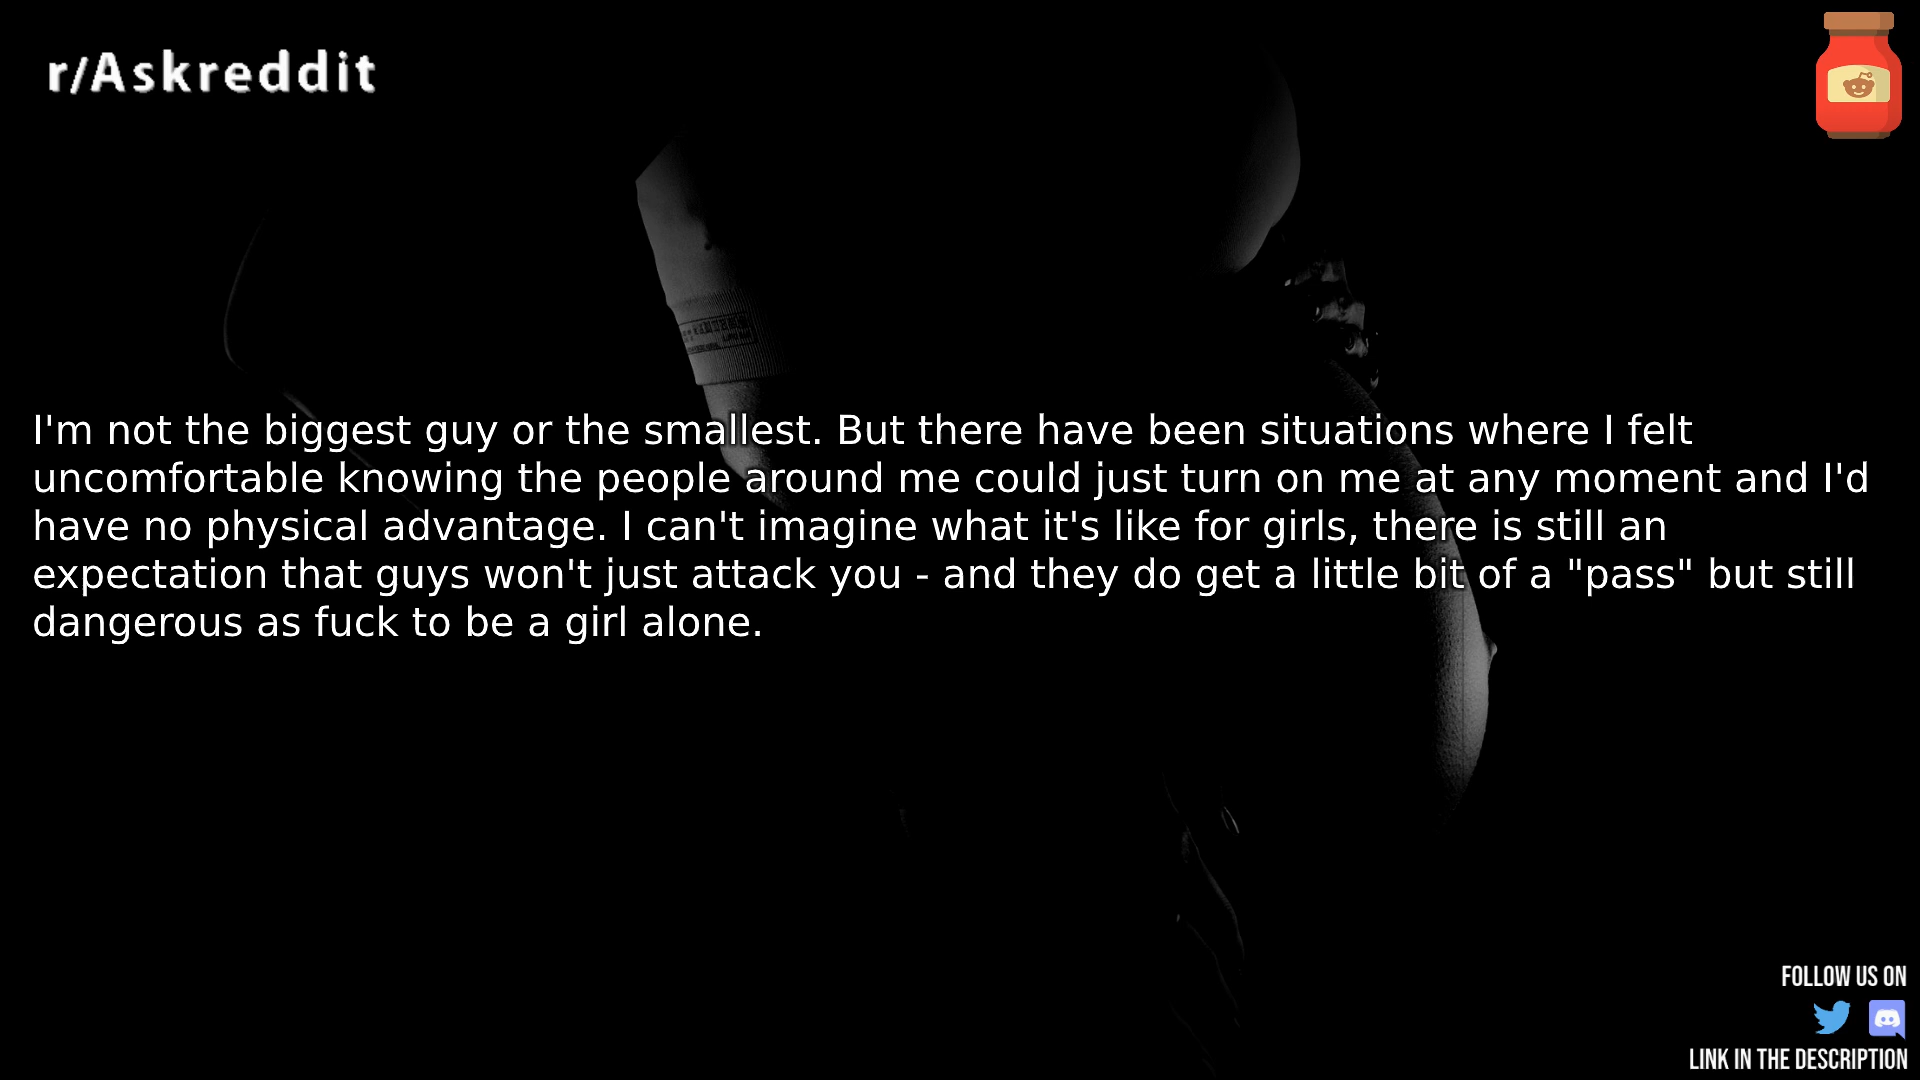 r/Askreddit
I'm not the biggest guy or the smallest. But there have been situations where I felt
uncomfortable knowing the people around me could just turn on me at any moment and I'd
have no physical advantage. I can't imagine what it's like for girls, there is still an
expectation that guys won't just attack you - and they do get a little bit of a "pass" but still
dangerous as fuck to be a girl alone.
FOLLOW US ON
LINK IN THE DESCRIPTION